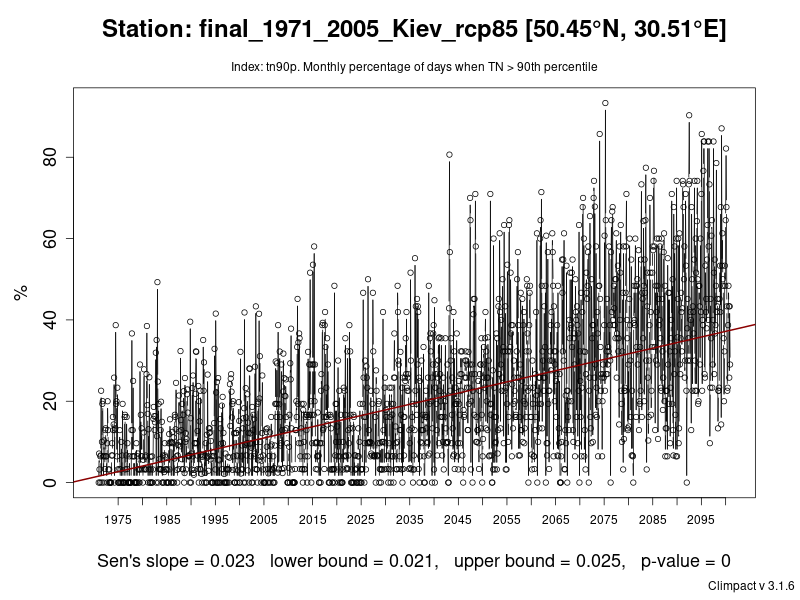 Station: final_1971_2005_Kiev_rcp85 [50.45°N, 30.51°E]
Index: tn90p. Monthly percentage of days when TN > 90th percentile
%
80
60
40
20
0
1975 1985 1995 2005 2015 2025 2035 2045 2055 2065 2075 2085 2095
Sen's slope = 0.023 lower bound = 0.021, upper bound = 0.025, p-value = 0
Climpact v 3.1.6